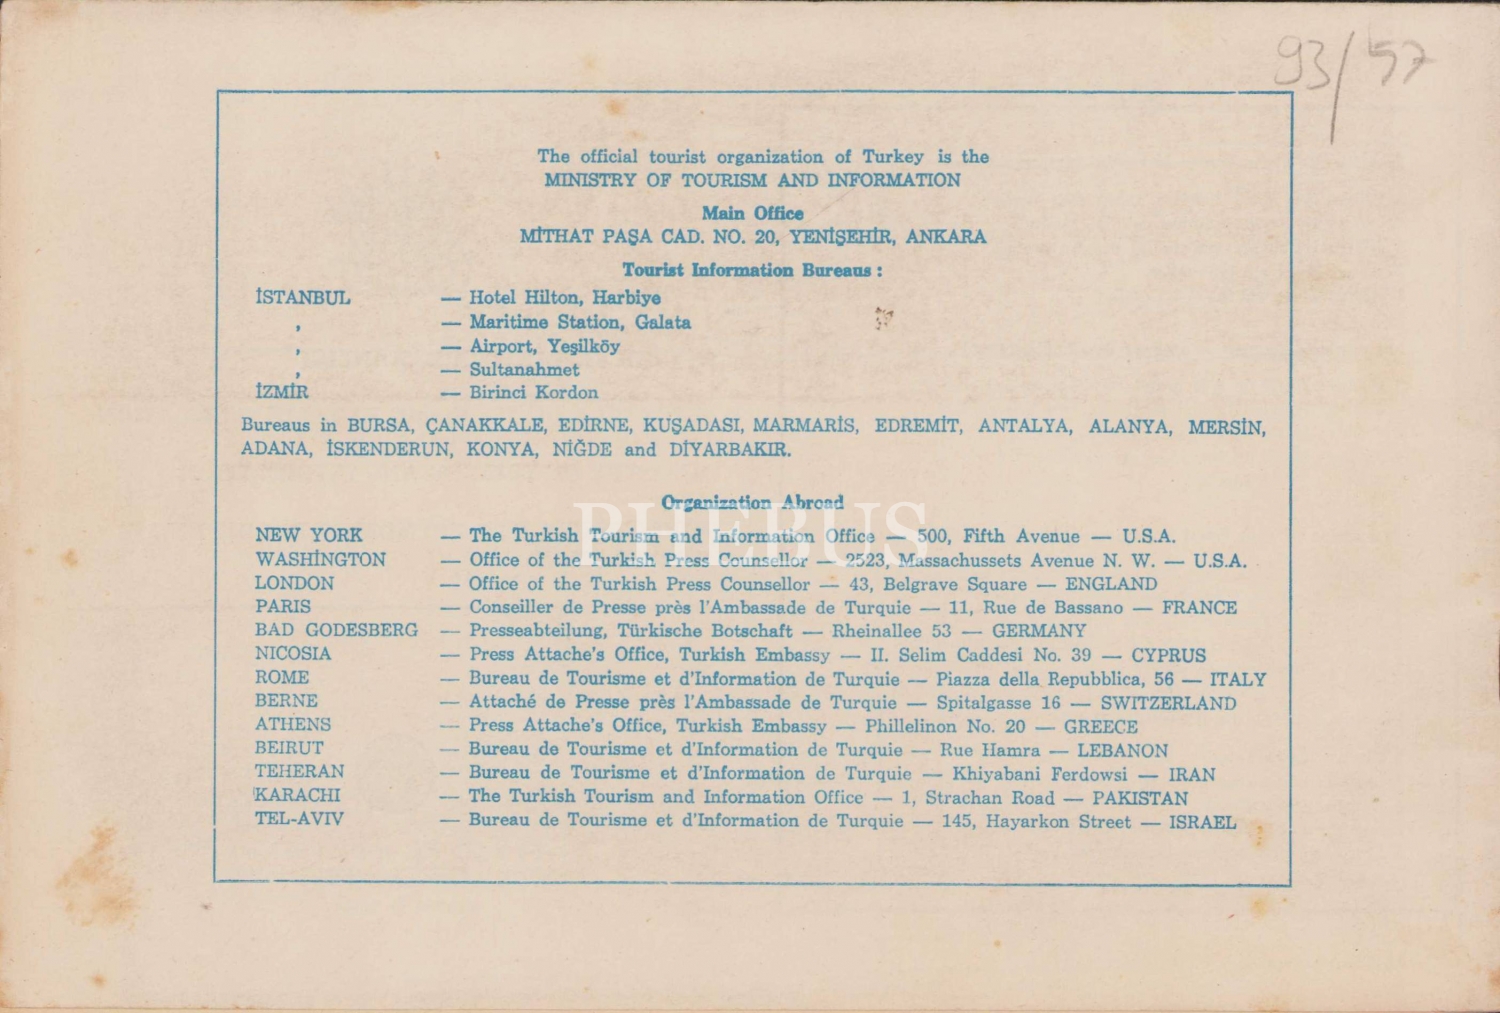 93/57
The official tourist organization of Turkey is the
MINISTRY OF TOURISM AND INFORMATION
Main Office
MİTHAT PAŞA CAD. NO. 20, YENİŞEHİR, ANKARA
Tourist Information Bureaus :
İSTANBUL — Hotel Hilton, Harbiye
, — Maritime Station, Galata
, — Airport, Yeşilköy
, — Sultanahmet
İZMİR — Birinci Kordon
Bureaus in BURSA, ÇANAKKALE, EDİRNE, KUŞADASI, MARMARİS, EDREMİT, ANTALYA, ALANYA, MERSİN,
ADANA, İSKENDERUN, KONYA, NİĞDE and DİYARBAKIR.
Organization Abroad
PHEBUS
NEW YORK — The Turkish Tourism and Information Office — 500, Fifth Avenue — U.S.A.
WASHİNGTON — Office of the Turkish Press Counsellor — 2523, Massachussets Avenue N. W. — U.S.A.
LONDON — Office of the Turkish Press Counsellor — 43, Belgrave Square — ENGLAND
PARIS — Conseiller de Presse près l'Ambassade de Turquie — 11, Rue de Bassano — FRANCE
BAD GODESBERG — Presseabteilung, Türkische Botschaft — Rheinallee 53 — GERMANY
NICOSIA — Press Attache's Office, Turkish Embassy — II. Selim Caddesi No. 39 — CYPRUS
ROME — Bureau de Tourisme et d'Information de Turquie — Piazza della Repubblica, 56 — ITALY
BERNE — Attaché de Presse près l'Ambassade de Turquie — Spitalgasse 16 — SWITZERLAND
ATHENS — Press Attache's Office, Turkish Embassy — Phillelinon No. 20 — GREECE
BEIRUT — Bureau de Tourisme et d'Information de Turquie — Rue Hamra — LEBANON
TEHERAN — Bureau de Tourisme et d'Information de Turquie — Khiyabani Ferdowsi — IRAN
KARACHI — The Turkish Tourism and Information Office — 1, Strachan Road — PAKISTAN
TEL-AVIV — Bureau de Tourisme et d'Information de Turquie — 145, Hayarkon Street — ISRAEL